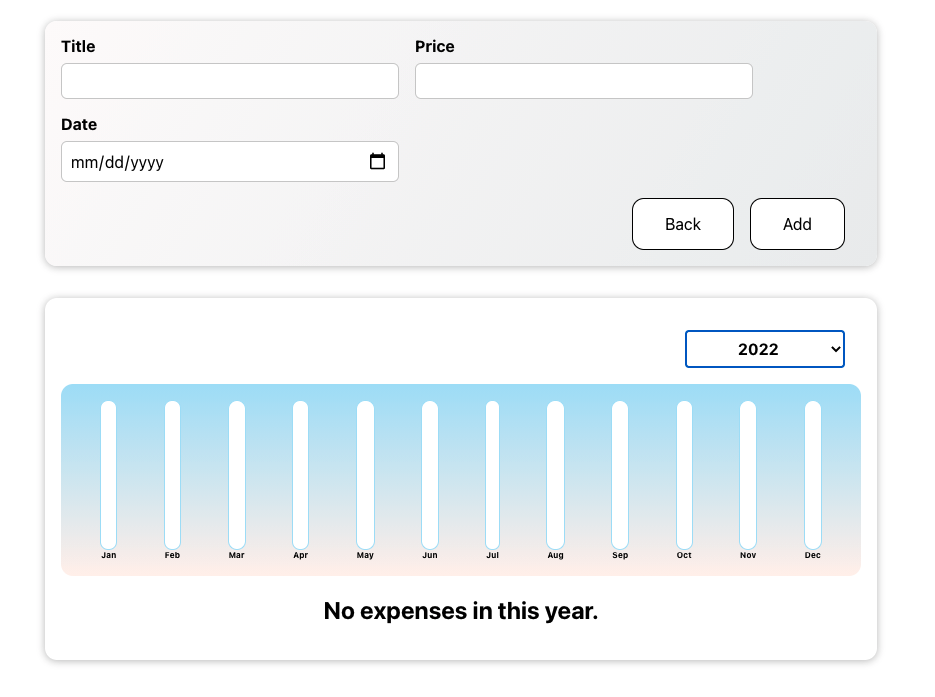 Title Price
Date
mm/dd/yyyy
Back Add
2022
Jan Feb Mar Apr May Jun Jul Aug Sep Oct Nov Dec
No expenses in this year.